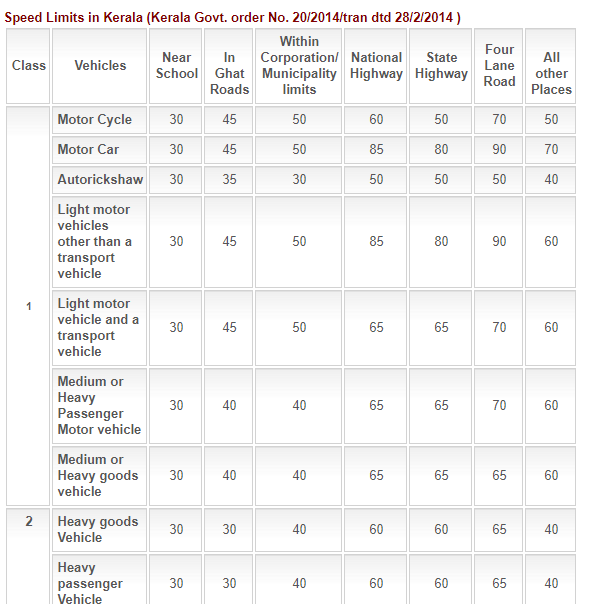 Speed Limits in Kerala (Kerala Govt. order No. 20/2014/tran dtd 28/2/2014 )
Class Vehicles Near School In Ghat Roads Within Corporation/ Municipality limits National Highway State Highway Four Lane Road All other Places
1
Motor Cycle 30 45 50 60 50 70 50
Motor Car 30 45 50 85 80 90 70
Autorickshaw 30 35 30 50 50 50 40
Light motor vehicles other than a transport vehicle 30 45 50 85 80 90 60
Light motor vehicle and a transport vehicle 30 45 50 65 65 70 60
Medium or Heavy Passenger Motor vehicle 30 40 40 65 65 70 60
Medium or Heavy goods vehicle 30 40 40 65 65 65 60
2
Heavy goods Vehicle 30 30 40 60 60 65 40
Heavy passenger Vehicle 30 30 40 60 60 65 40